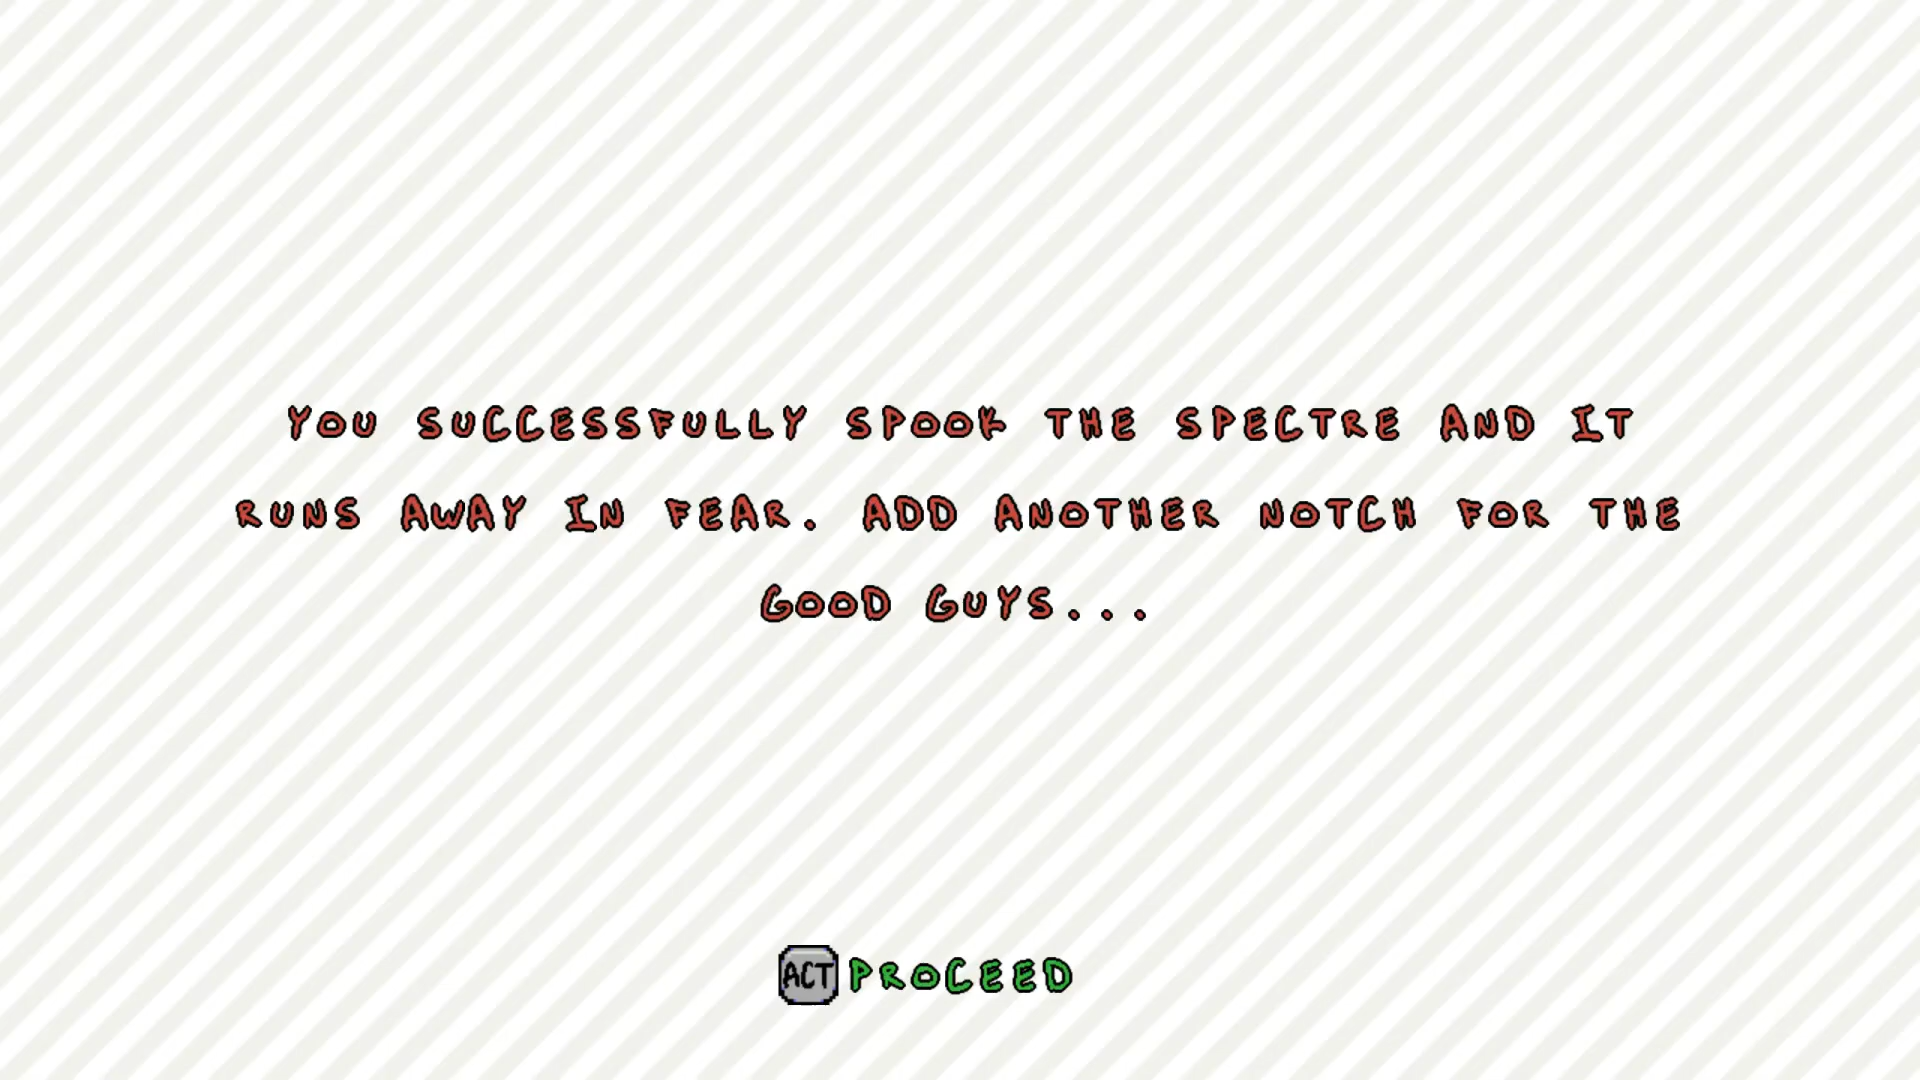 YOU SUCCESSFULLY SPOOK THE SPECTRE AND IT
RUNS AWAY IN FEAR. ADD ANOTHER NOTCH FOR THE
GOOD GUYS...
ACT PROCEED